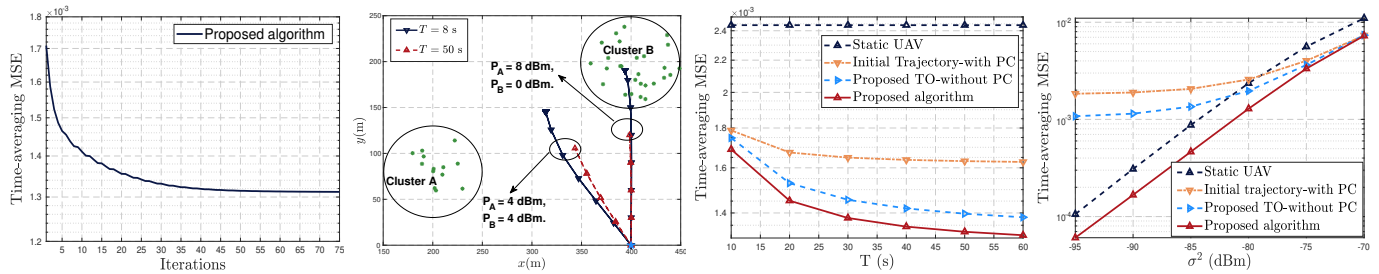 Time-averaging MSE
×10⁻³
1.8
1.7
1.6
1.5
1.4
1.3
1.2
5 10 15 20 25 30 35 40 45 50 55 60 65 70 75
Iterations
Proposed algorithm
y(m)
250
200
150
100
50
0
150 200 250 300 350 400 450
x(m)
T = 8 s
T = 50 s
Cluster B
P_A = 8 dBm,
P_B = 0 dBm.
Cluster A
P_A = 4 dBm,
P_B = 4 dBm.
Time-averaging MSE
×10⁻³
2.4
2.2
2
1.8
1.6
1.4
10 20 30 40 50 60
T (s)
Static UAV
Initial Trajectory-with PC
Proposed TO-without PC
Proposed algorithm
Time-averaging MSE
10⁻²
10⁻³
10⁻⁴
-95 -90 -85 -80 -75 -70
σ² (dBm)
Static UAV
Initial trajectory-with PC
Proposed TO-without PC
Proposed algorithm